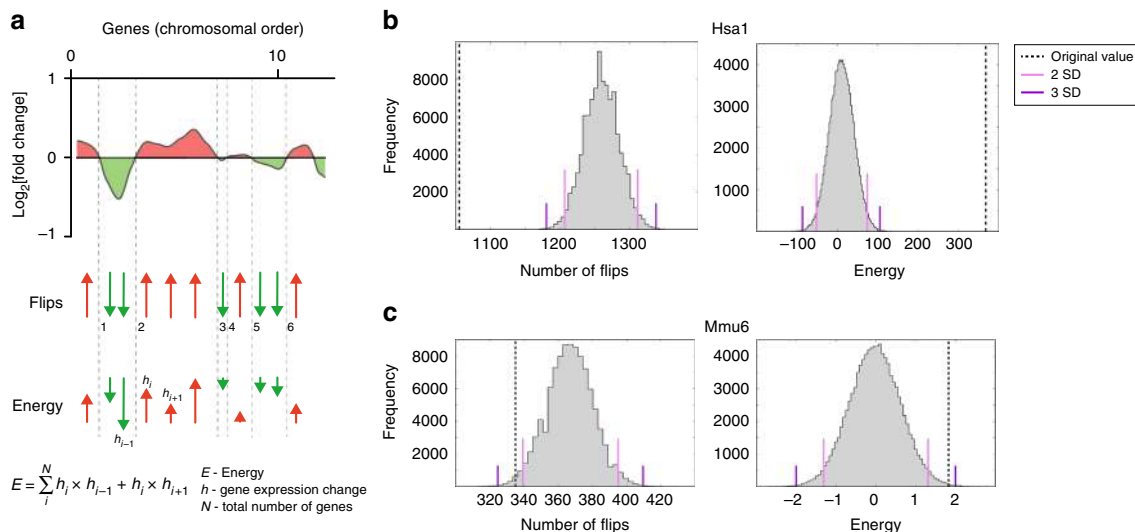 a
Genes (chromosomal order)
0 10
Log2[fold change]
1
0
−1
Flips
1 2 3 4 5 6
Energy
hi
hi+1
hi−1
E = ∑ N i hi × hi−1 + hi × hi+1
E - Energy
h - gene expression change
N - total number of genes
b
Hsa1
Frequency
8000
6000
4000
2000
1100 1200 1300
Number of flips
4000
3000
2000
1000
−100 0 100 200 300
Energy
Original value
2 SD
3 SD
c
Mmu6
Frequency
8000
6000
4000
2000
320 340 360 380 400 420
Number of flips
4000
3000
2000
1000
−2 −1 0 1 2
Energy